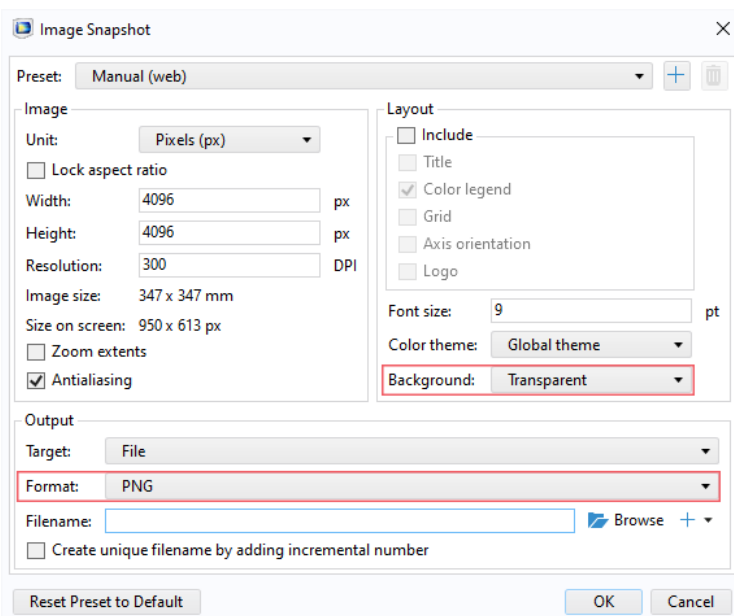 Image Snapshot
Preset: Manual (web)
Image
Unit: Pixels (px)
Lock aspect ratio
Width: 4096 px
Height: 4096 px
Resolution: 300 DPI
Image size: 347 x 347 mm
Size on screen: 950 x 613 px
Zoom extents
Antialiasing
Layout
Include
Title
Color legend
Grid
Axis orientation
Logo
Font size: 9 pt
Color theme: Global theme
Background: Transparent
Output
Target: File
Format: PNG
Filename: Browse
Create unique filename by adding incremental number
Reset Preset to Default OK Cancel